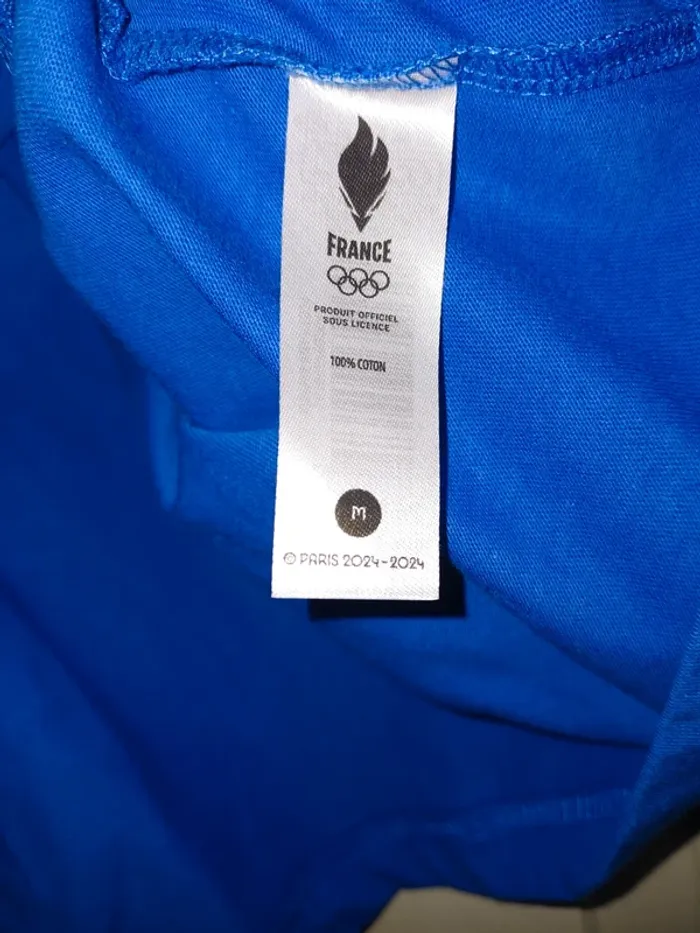 FRANCE
PRODUIT OFFICIEL
SOUS LICENCE
100% COTON
M
© PARIS 2024-2024